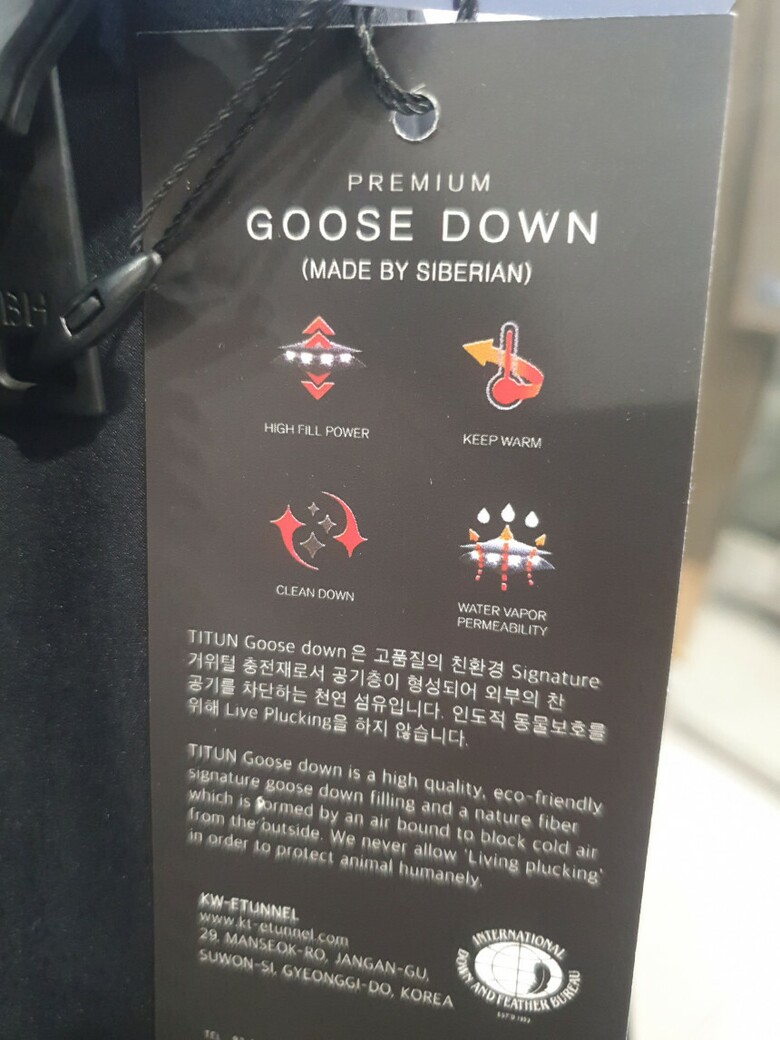 PREMIUM
GOOSE DOWN
(MADE BY SIBERIAN)
HIGH FILL POWER
KEEP WARM
CLEAN DOWN
WATER VAPOR
PERMEABILITY
TITUN Goose down은 고품질의 친환경 Signature
거위털 충전재로서 공기층이 형성되어 외부의 찬
공기를 차단하는 천연 섬유입니다. 인도적 동물보호를
위해 Live Plucking을 하지 않습니다.
TITUN Goose down is a high quality, eco-friendly
signature goose down filling and a nature fiber
which is formed by an air bound to block cold air
from the outside. We never allow 'Living plucking'
in order to protect animal humanely.
KW-ETUNNEL
www.kt-etunnel.com
29, MANSEOK-RO, JANGAN-GU,
SUWON-SI, GYEONGGI-DO, KOREA
INTERNATIONAL
DOWN AND FEATHER BUREAU
TEL.